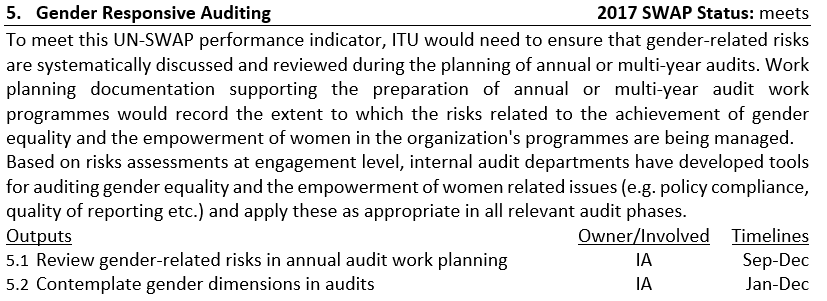 5. Gender Responsive Auditing 2017 SWAP Status: meets
To meet this UN-SWAP performance indicator, ITU would need to ensure that gender-related risks
are systematically discussed and reviewed during the planning of annual or multi-year audits. Work
planning documentation supporting the preparation of annual or multi-year audit work
programmes would record the extent to which the risks related to the achievement of gender
equality and the empowerment of women in the organization's programmes are being managed.
Based on risks assessments at engagement level, internal audit departments have developed tools
for auditing gender equality and the empowerment of women related issues (e.g. policy compliance,
quality of reporting etc.) and apply these as appropriate in all relevant audit phases.
Outputs Owner/Involved Timelines
5.1 Review gender-related risks in annual audit work planning IA Sep-Dec
5.2 Contemplate gender dimensions in audits IA Jan-Dec